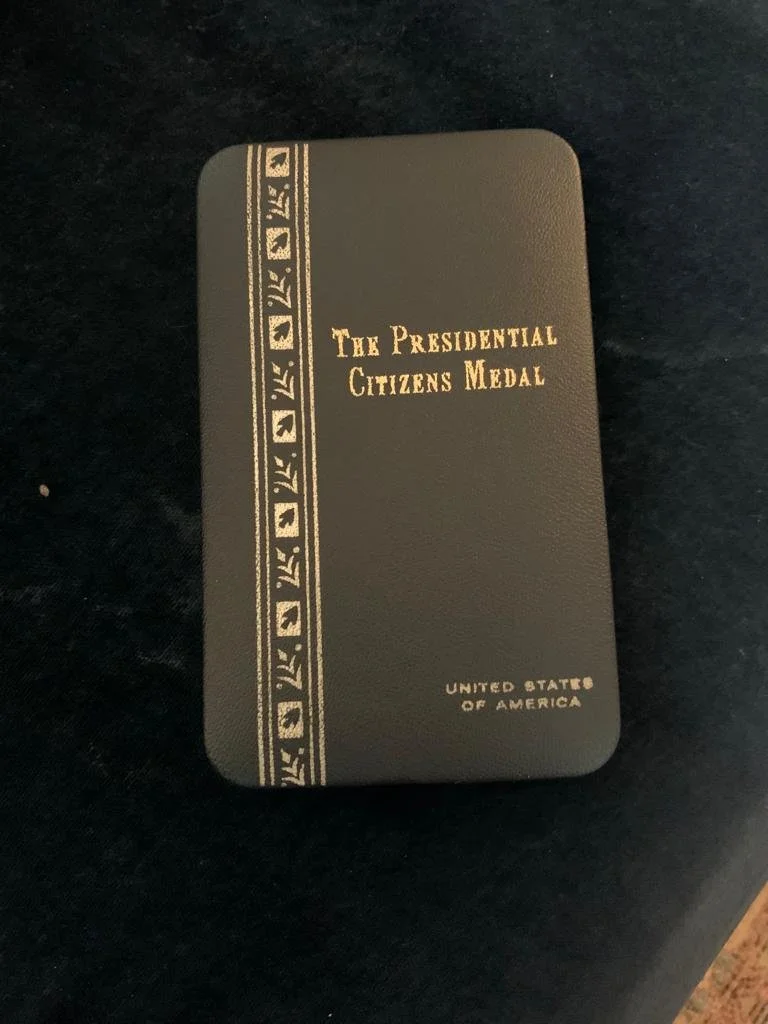 The Presidential
Citizens Medal
UNITED STATES
OF AMERICA